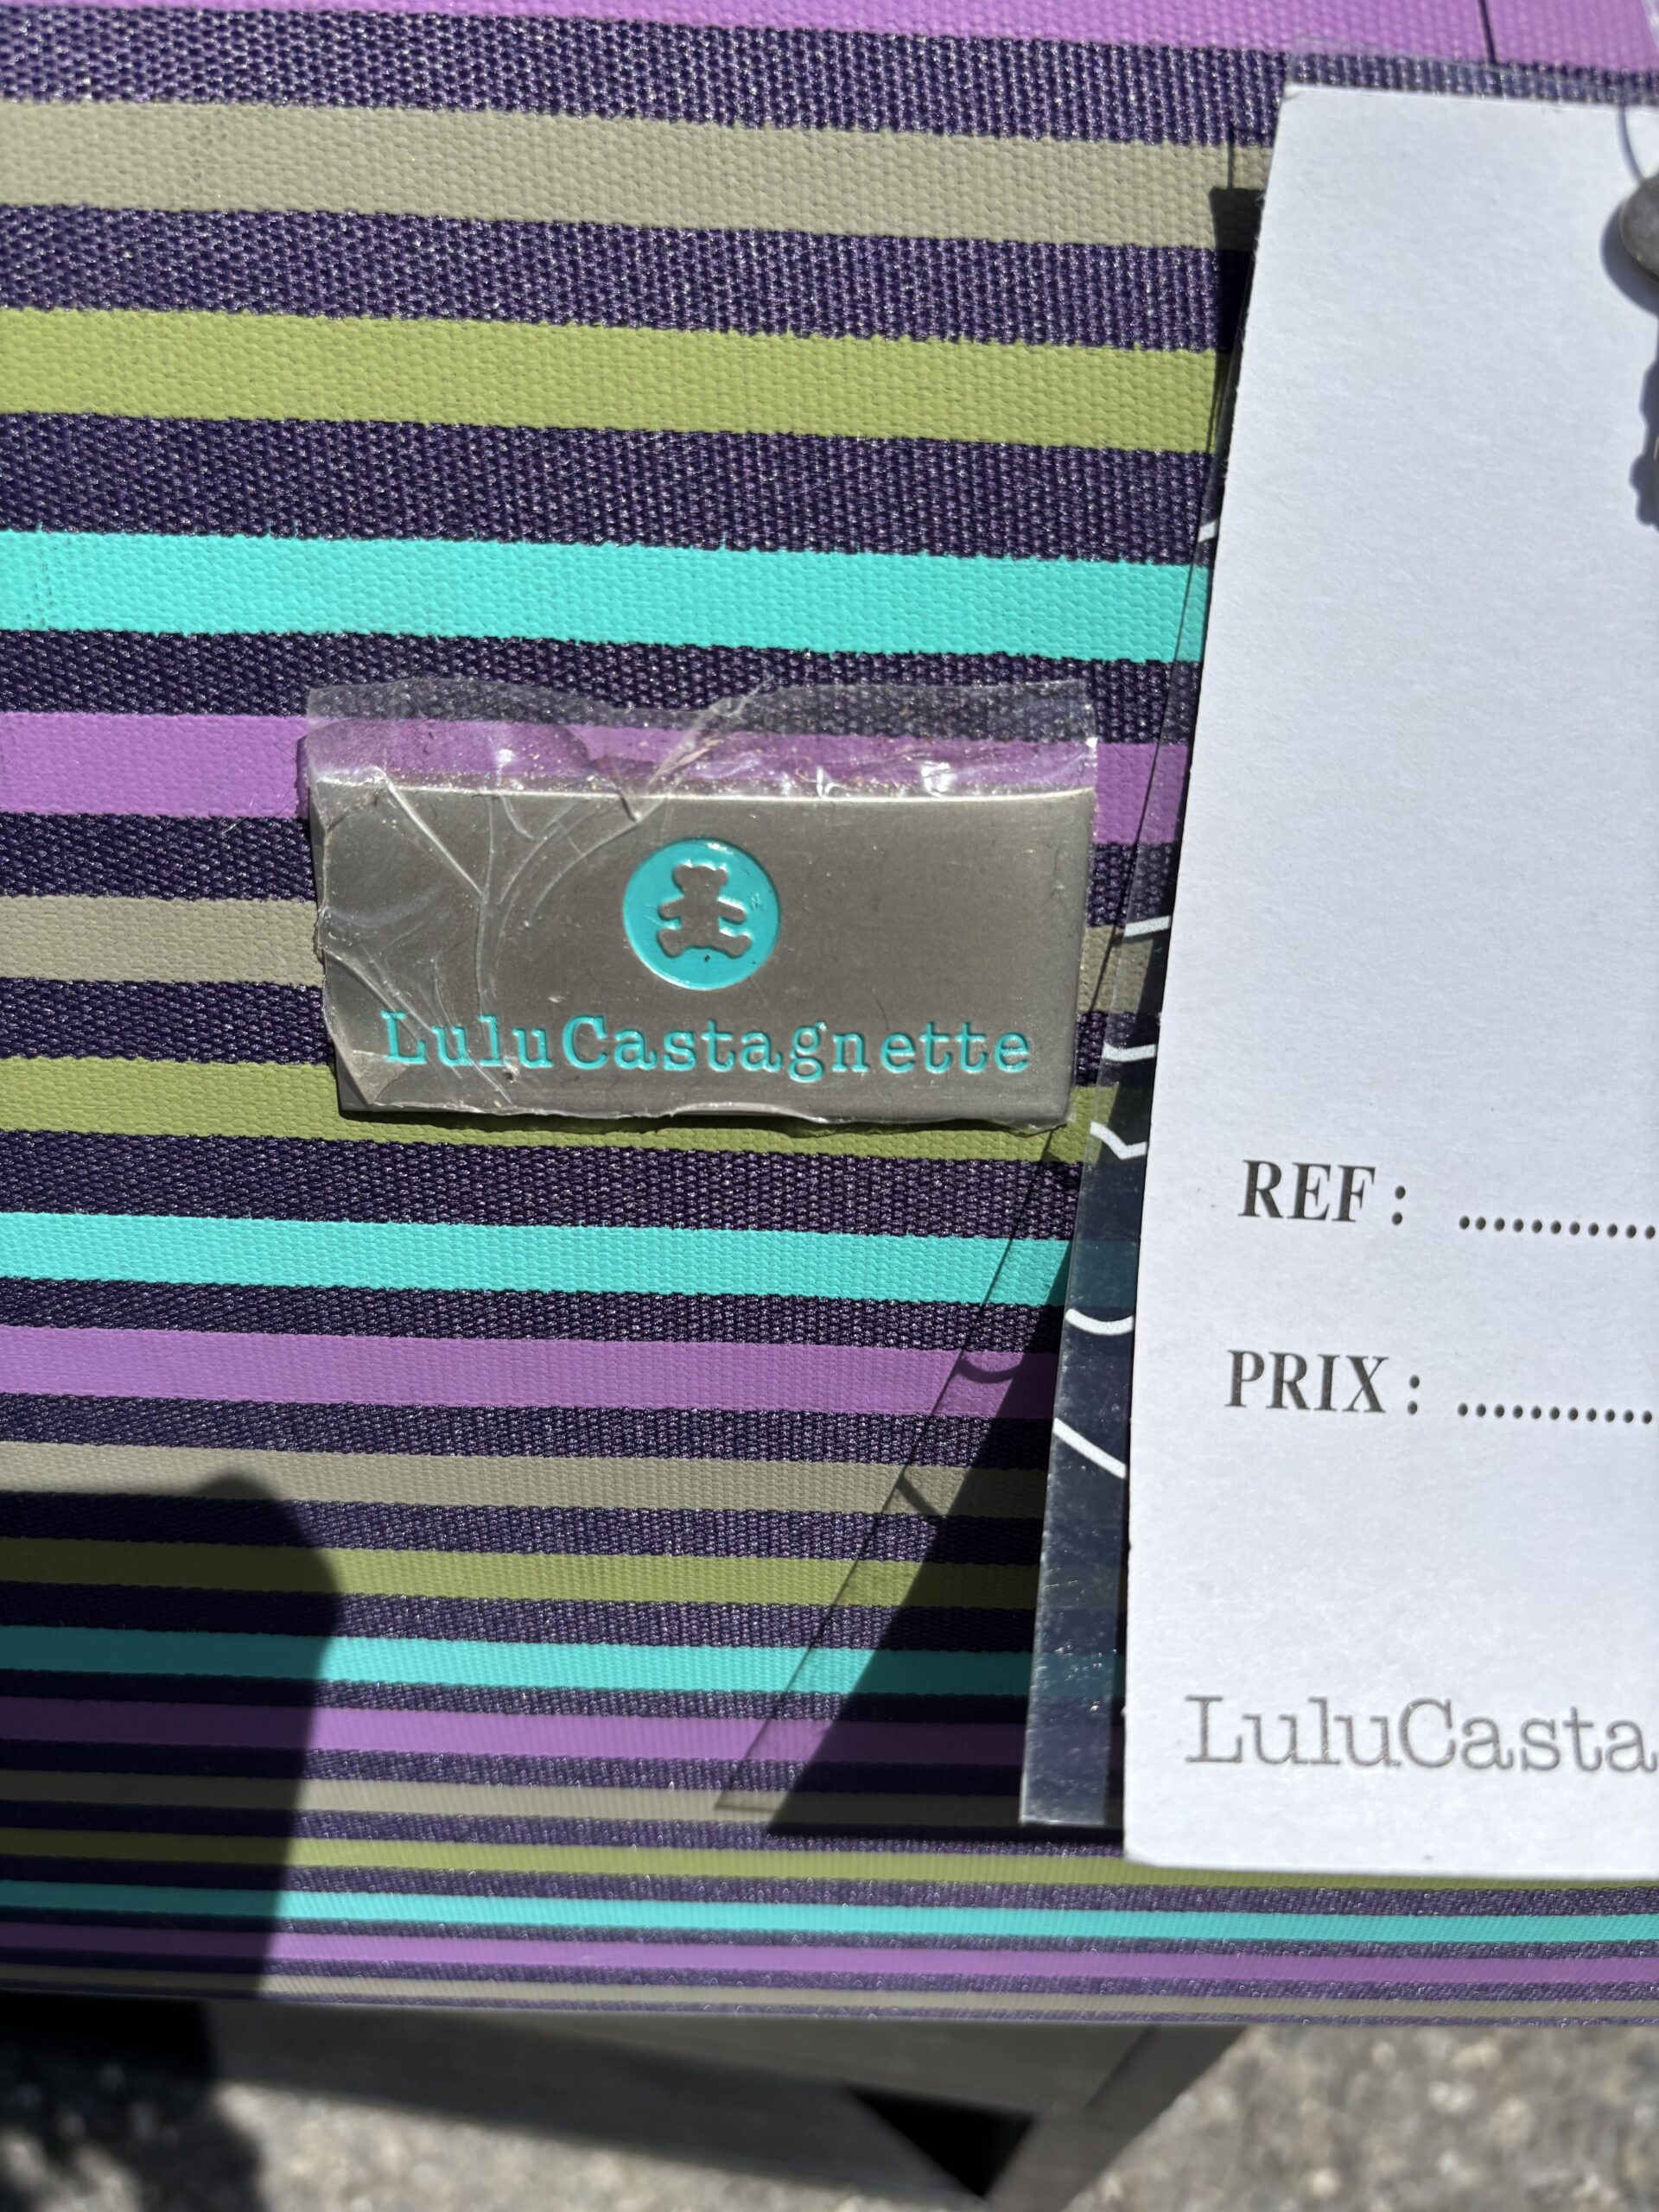 LuluCastagnette
REF : ...........
PRIX : ...........
LuluCasta